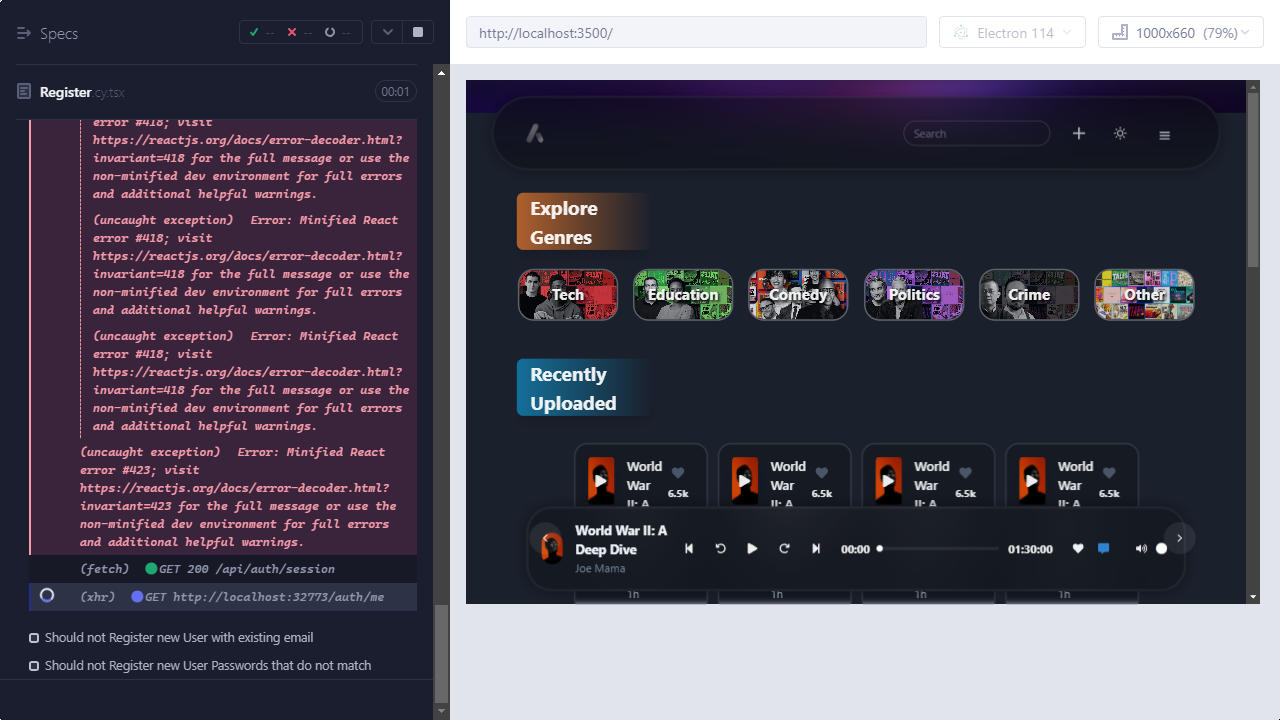 Specs
-- -- --
Register.cy.tsx
00:01
error #418; visit
https://reactjs.org/docs/error-decoder.html?
invariant=418 for the full message or use the
non-minified dev environment for full errors
and additional helpful warnings.
(uncaught exception) Error: Minified React
error #418; visit
https://reactjs.org/docs/error-decoder.html?
invariant=418 for the full message or use the
non-minified dev environment for full errors
and additional helpful warnings.
(uncaught exception) Error: Minified React
error #418; visit
https://reactjs.org/docs/error-decoder.html?
invariant=418 for the full message or use the
non-minified dev environment for full errors
and additional helpful warnings.
(uncaught exception) Error: Minified React
error #423; visit
https://reactjs.org/docs/error-decoder.html?
invariant=423 for the full message or use the
non-minified dev environment for full errors
and additional helpful warnings.
(fetch) GET 200 /api/auth/session
(xhr) GET http://localhost:32773/auth/me
Should not Register new User with existing email
Should not Register new User Passwords that do not match
http://localhost:3500/
Electron 114
1000x660 (79%)
Search
Explore
Genres
Tech
Education
Comedy
Politics
Crime
Other
Recently
Uploaded
World
War
II: A
6.5k
World
War
II: A
6.5k
World
War
II: A
6.5k
World
War
II: A
6.5k
World War II: A
Deep Dive
Joe Mama
00:00
01:30:00
1h
1h
1h
1h